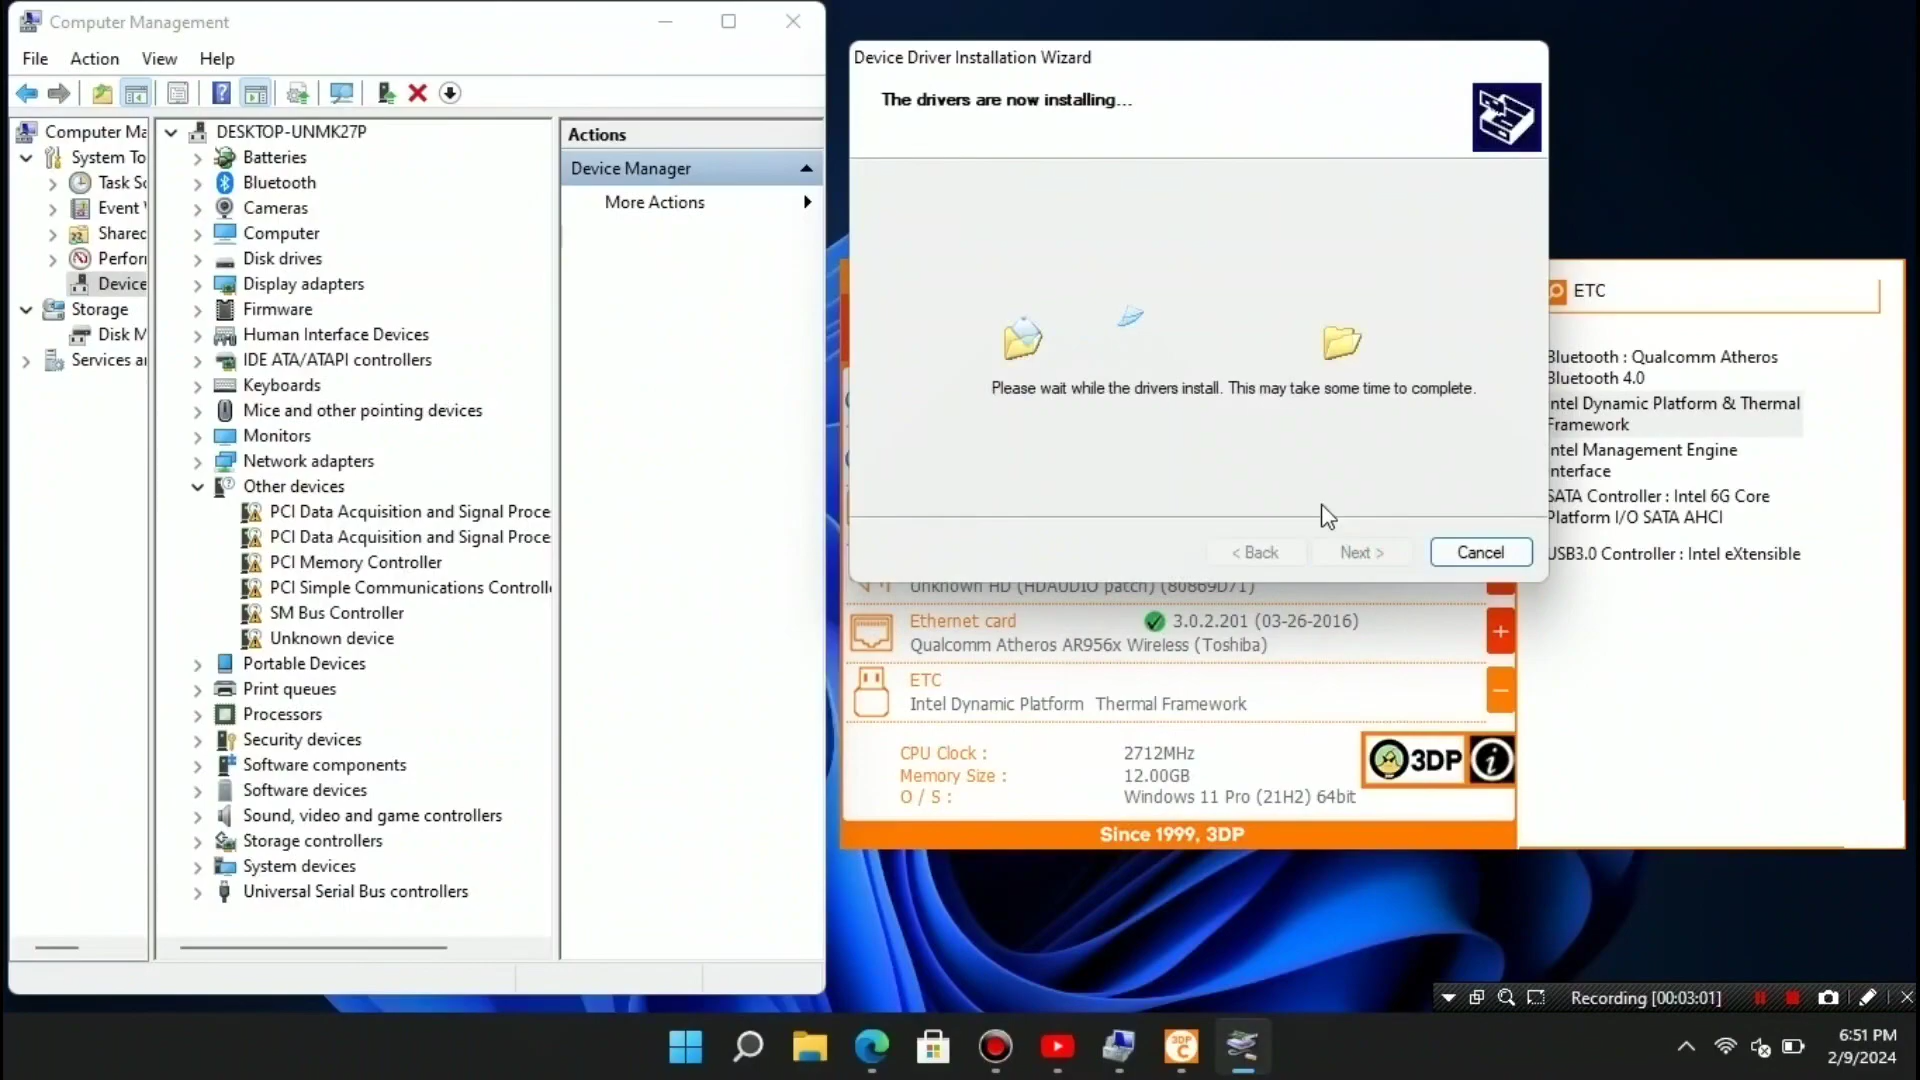 Computer Management
File Action View Help
Computer Ma
System To
Task Sc
Event
Shared
Perfor
Device
Storage
Disk M
Services a
DESKTOP-UNMK27P
Batteries
Bluetooth
Cameras
Computer
Disk drives
Display adapters
Firmware
Human Interface Devices
IDE ATA/ATAPI controllers
Keyboards
Mice and other pointing devices
Monitors
Network adapters
Other devices
PCI Data Acquisition and Signal Proce
PCI Data Acquisition and Signal Proce
PCI Memory Controller
PCI Simple Communications Controll
SM Bus Controller
Unknown device
Portable Devices
Print queues
Processors
Security devices
Software components
Software devices
Sound, video and game controllers
Storage controllers
System devices
Universal Serial Bus controllers
Actions
Device Manager
More Actions
Device Driver Installation Wizard
The drivers are now installing...
Please wait while the drivers install. This may take some time to complete.
< Back Next > Cancel
Unknown HD (HDAUDIO patch) (80869D71)
Ethernet card 3.0.2.201 (03-26-2016)
Qualcomm Atheros AR956x Wireless (Toshiba)
ETC
Intel Dynamic Platform Thermal Framework
CPU Clock : 2712MHz
Memory Size : 12.00GB
O / S : Windows 11 Pro (21H2) 64bit
3DP i
Since 1999, 3DP
ETC
Bluetooth : Qualcomm Atheros
Bluetooth 4.0
ntel Dynamic Platform & Thermal
Framework
ntel Management Engine
nterface
SATA Controller : Intel 6G Core
Platform I/O SATA AHCI
USB3.0 Controller : Intel eXtensible
Recording [00:03:01]
3DP
C
6:51 PM
2/9/2024